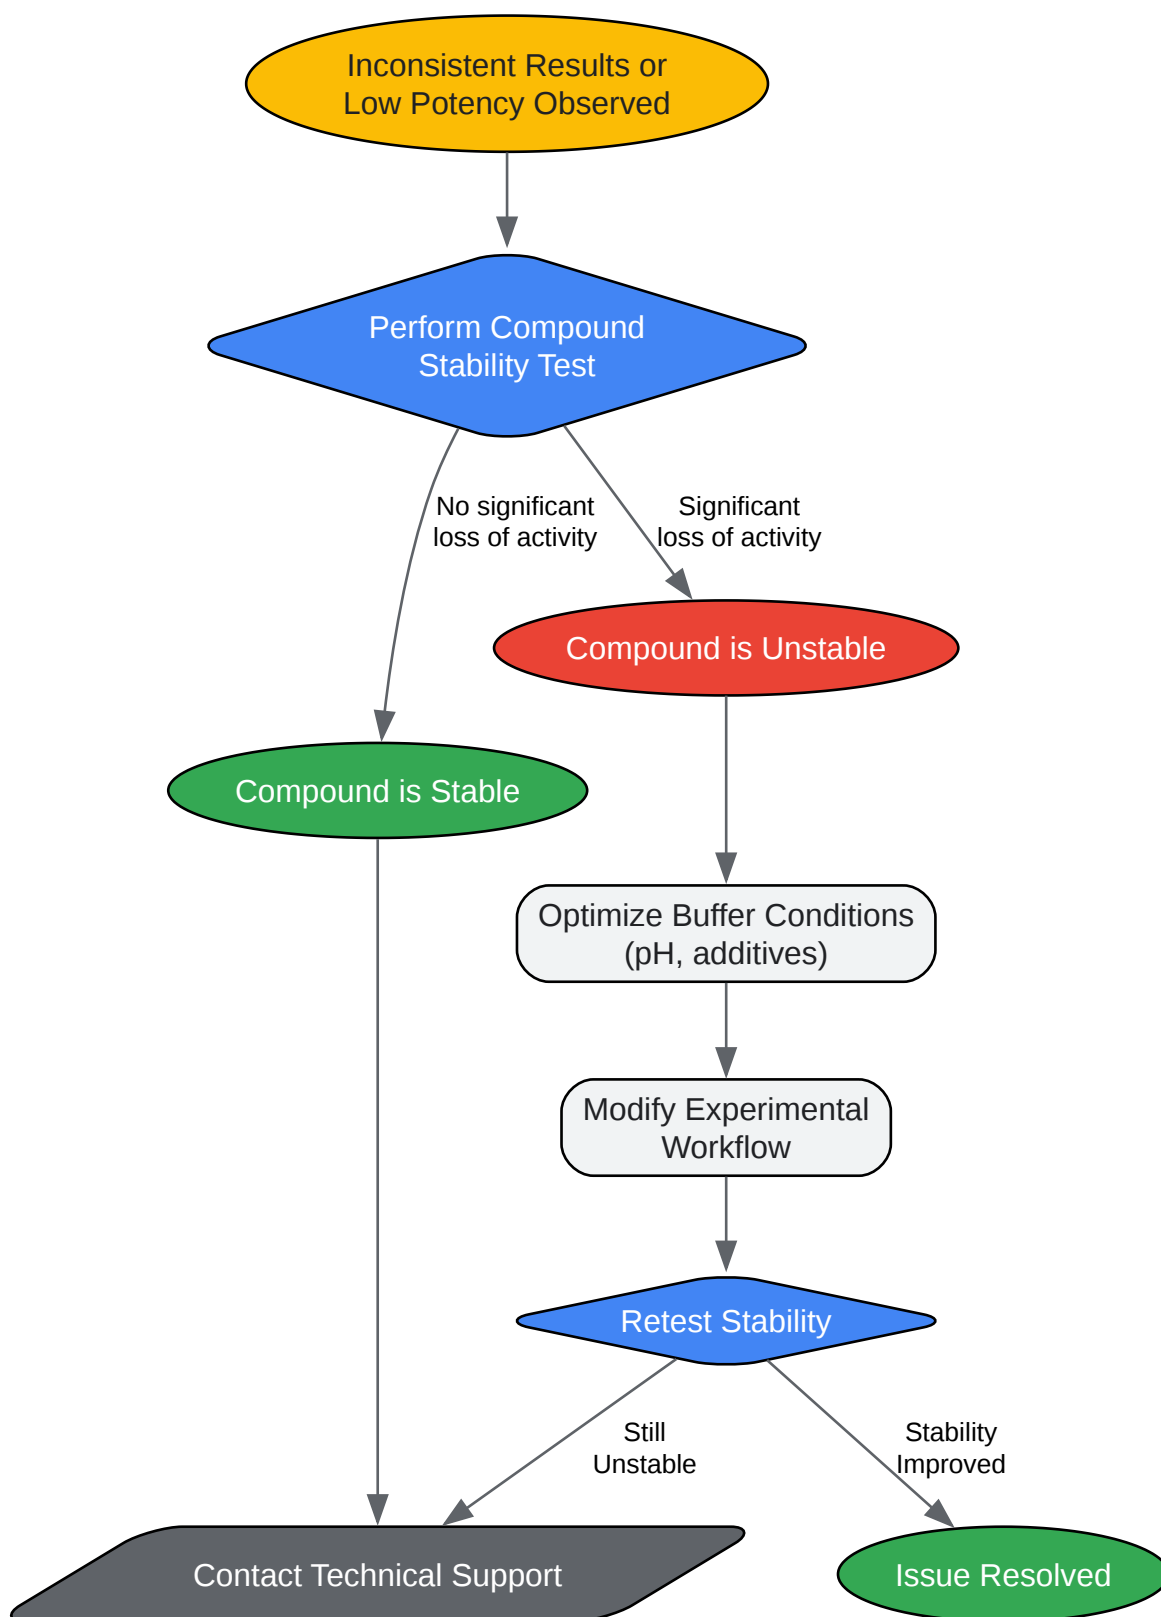 Inconsistent Results or
Low Potency Observed
Perform Compound
Stability Test
No significant
loss of activity
Significant
loss of activity
Compound is Unstable
Compound is Stable
Optimize Buffer Conditions
(pH, additives)
Modify Experimental
Workflow
Retest Stability
Still
Unstable
Stability
Improved
Contact Technical Support
Issue Resolved